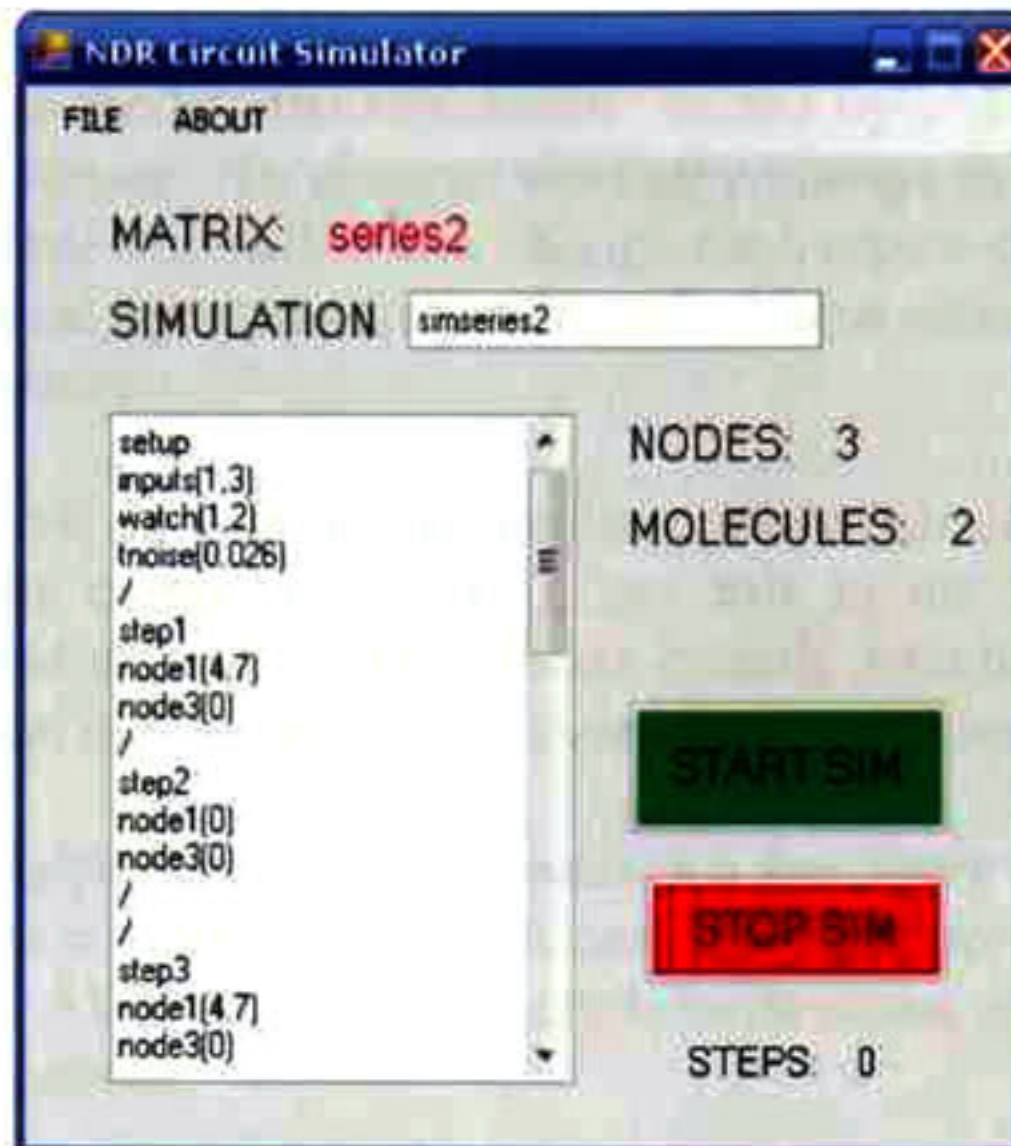 NDR Circuit Simulator
FILE ABOUT
MATRIX: series2
SIMULATION simseries2
setup
inputs(1,3)
watch(1,2)
tnoise(0.026)
/
step1
node1(4.7)
node3(0)
/
step2
node1(0)
node3(0)
/
/
step3
node1(4.7)
node3(0)
NODES: 3
MOLECULES: 2
START SIM
STOP SIM
STEPS: 0